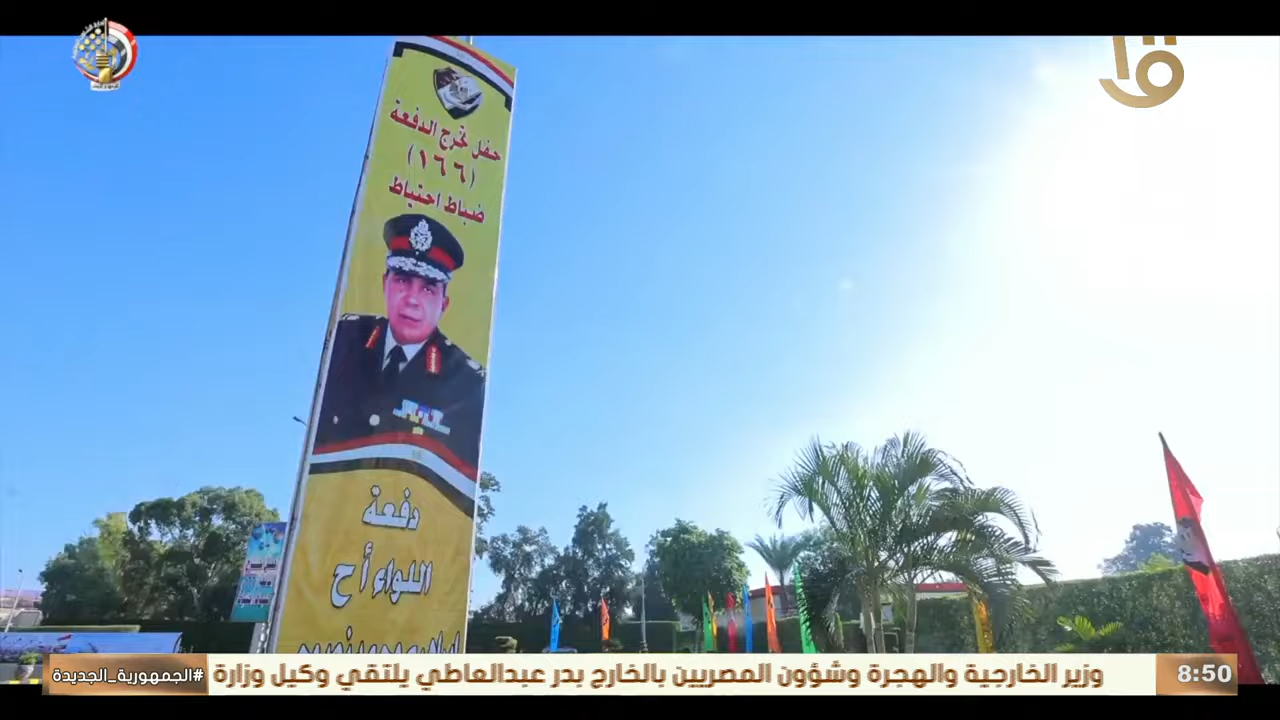 حفل تخرج الدفعة
(١٦٦)
ضباط احتياط
دفعة
اللواء أ ح
وزير الخارجية والهجرة وشؤون المصريين بالخارج بدر عبدالعاطي يلتقي وكيل وزارة
#الجمهورية_الجديدة
8:50